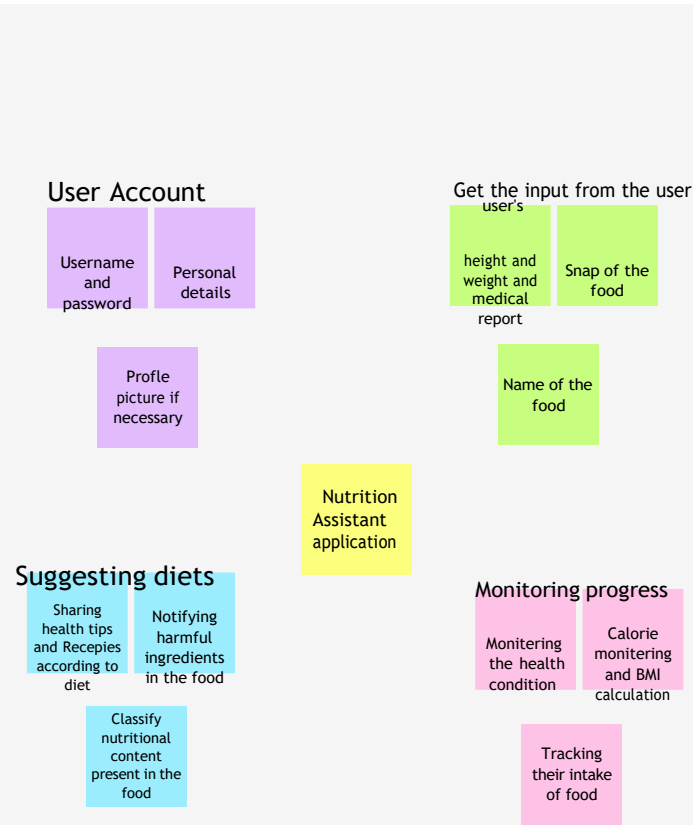 User Account
Username
and
password
Personal
details
Profle
picture if
necessary
Get the input from the user
user's
height and
weight and
medical
report
Snap of the
food
Name of the
food
Nutrition
Assistant
application
Suggesting diets
Sharing
health tips
and Recepies
according to
diet
Notifying
harmful
ingredients
in the food
Classify
nutritional
content
present in the
food
Monitoring progress
Monitering
the health
condition
Calorie
monitering
and BMI
calculation
Tracking
their intake
of food